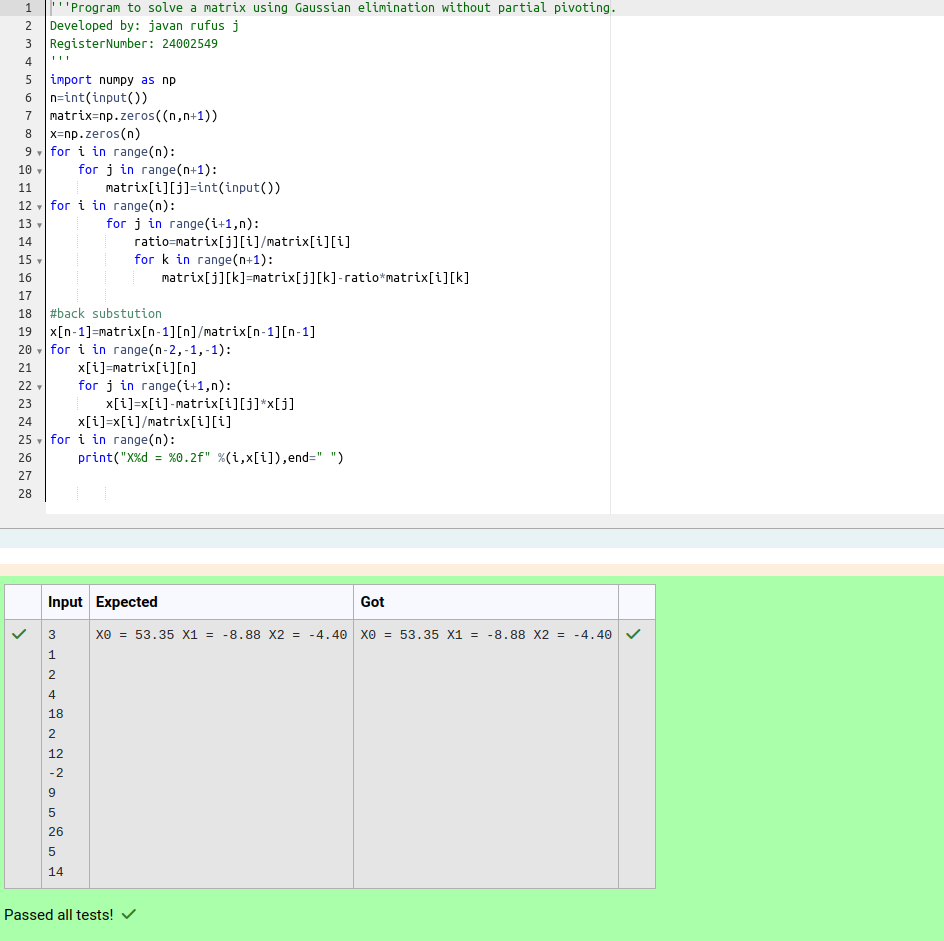 1 '''Program to solve a matrix using Gaussian elimination without partial pivoting.
2 Developed by: javan rufus j
3 RegisterNumber: 24002549
4 '''
5 import numpy as np
6 n=int(input())
7 matrix=np.zeros((n,n+1))
8 x=np.zeros(n)
9 for i in range(n):
10     for j in range(n+1):
11         matrix[i][j]=int(input())
12 for i in range(n):
13         for j in range(i+1,n):
14             ratio=matrix[j][i]/matrix[i][i]
15             for k in range(n+1):
16                 matrix[j][k]=matrix[j][k]-ratio*matrix[i][k]
17
18 #back substution
19 x[n-1]=matrix[n-1][n]/matrix[n-1][n-1]
20 for i in range(n-2,-1,-1):
21     x[i]=matrix[i][n]
22     for j in range(i+1,n):
23         x[i]=x[i]-matrix[i][j]*x[j]
24     x[i]=x[i]/matrix[i][i]
25 for i in range(n):
26     print("X%d = %0.2f" %(i,x[i]),end=" ")
27
28
Input Expected Got
3 X0 = 53.35 X1 = -8.88 X2 = -4.40 X0 = 53.35 X1 = -8.88 X2 = -4.40
1
2
4
18
2
12
-2
9
5
26
5
14
Passed all tests!